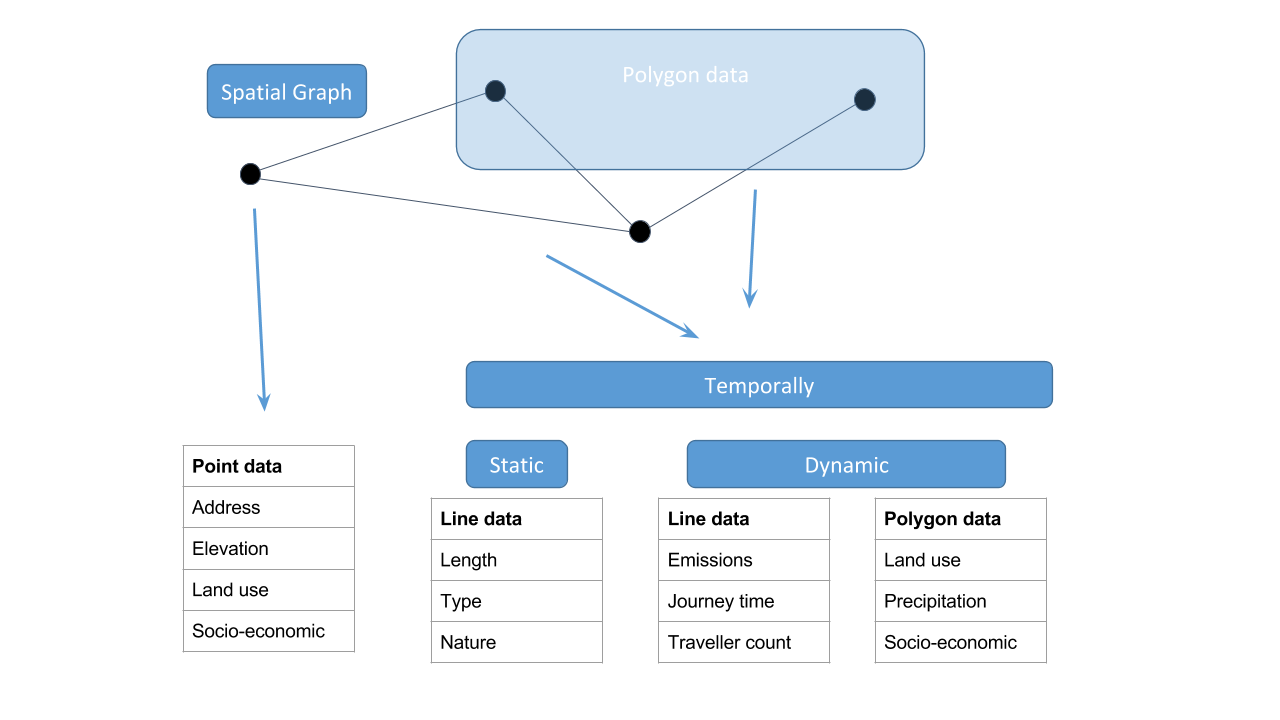 Polygon data
Spatial Graph
Temporally
Static
Dynamic
Point data
Address
Elevation
Land use
Socio-economic
Line data
Length
Type
Nature
Line data
Emissions
Journey time
Traveller count
Polygon data
Land use
Precipitation
Socio-economic